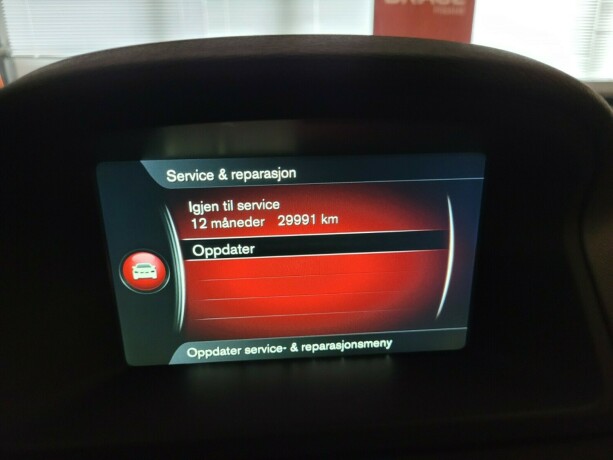 Service & reparasjon
Igjen til service
12 måneder 29991 km
Oppdater
Oppdater service- & reparasjonsmeny